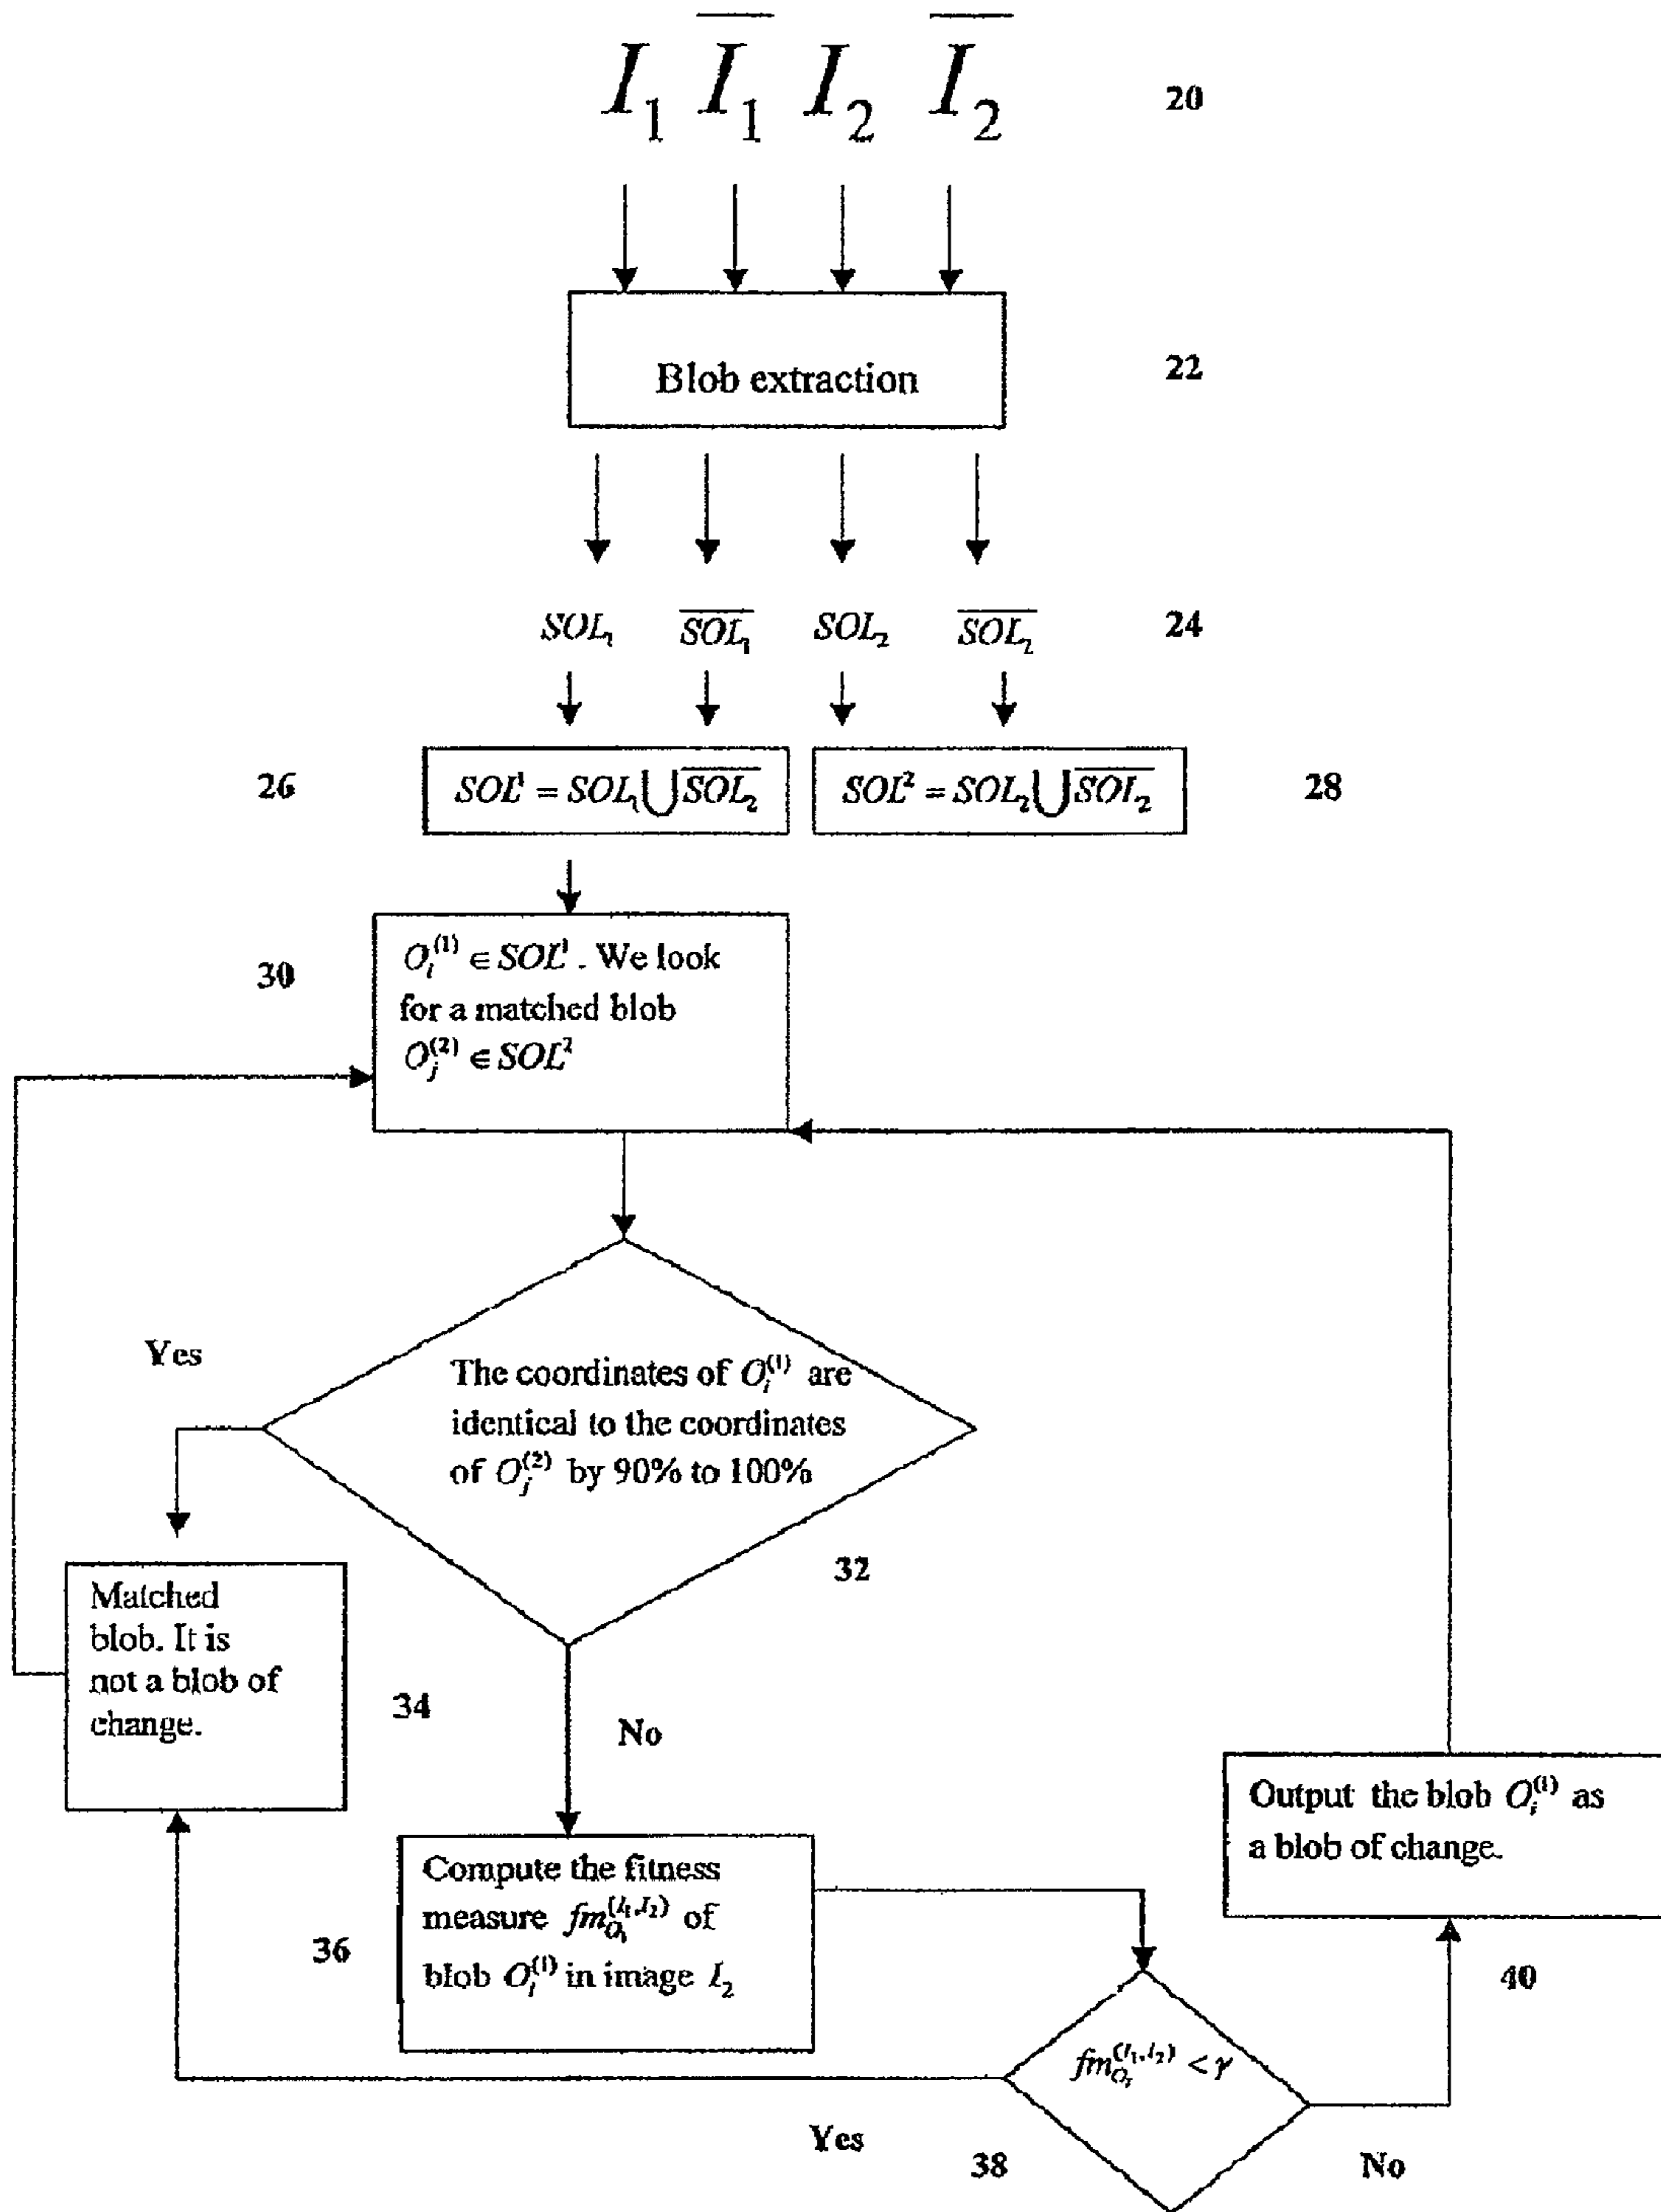 I₁ I̅₁̅ I₂ I̅₂̅ 20
Blob extraction 22
SOL₁ S̅O̅L̅₁̅ SOL₂ S̅O̅L̅₂̅ 24
26 SOL¹ = SOL₁ ⋃ S̅O̅L̅₂̅ SOL² = SOL₂ ⋃ S̅O̅L̅₂̅ 28
30
Oᵢ⁽¹⁾ ∈ SOL¹. We look
for a matched blob
Oⱼ⁽²⁾ ∈ SOL²
Yes
The coordinates of Oᵢ⁽¹⁾ are
identical to the coordinates
of Oⱼ⁽²⁾ by 90% to 100%
32
Matched
blob. It is
not a blob of
change.
34
No
Compute the fitness
measure fm_{Oᵢ}^{(I₁,I₂)} of
blob Oᵢ⁽¹⁾ in image I₂
36
fm_{Oᵢ}^{(I₁,I₂)} < γ
Yes
38
No
Output the blob Oᵢ⁽¹⁾ as
a blob of change.
40